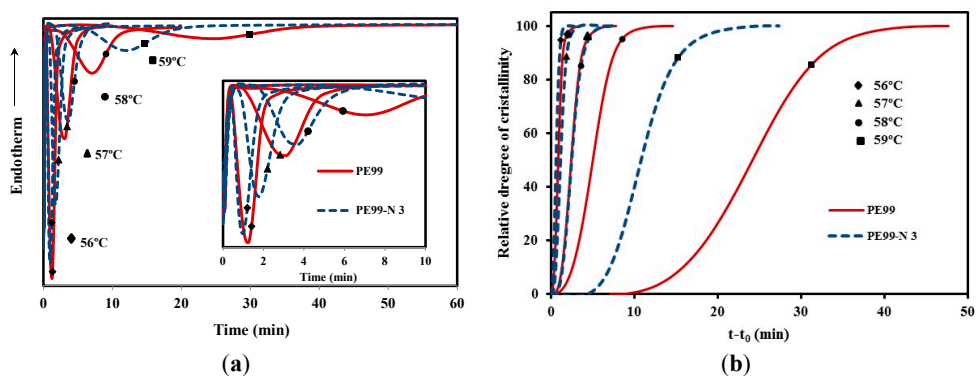 Endotherm
59ºC
58ºC
57ºC
56ºC
PE99
PE99-N 3
0 2 4 6 8 10
Time (min)
0 10 20 30 40 50 60
Time (min)
(a)
Relative dregree of cristallinity
100
80
60
40
20
0
56ºC
57ºC
58ºC
59ºC
PE99
PE99-N 3
0 10 20 30 40 50
t-t₀ (min)
(b)